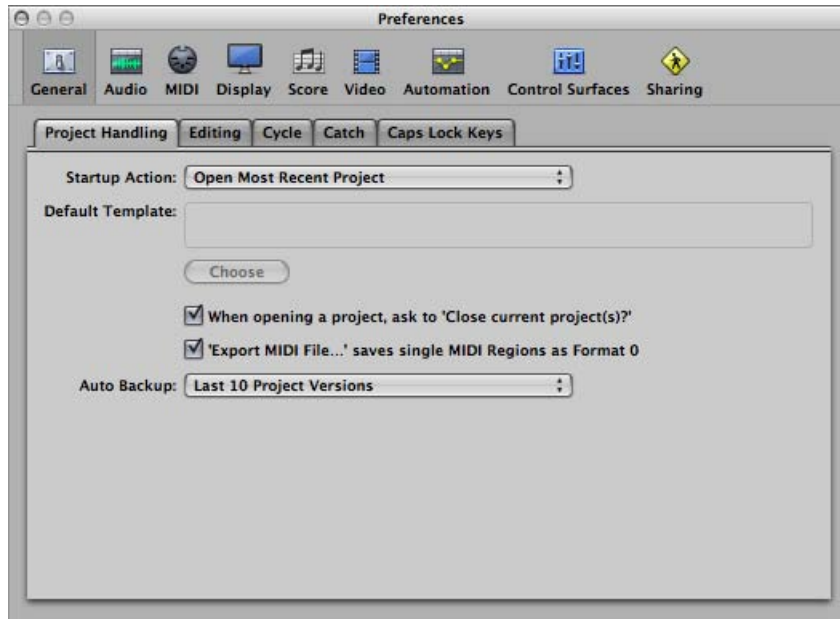 Preferences
General Audio MIDI Display Score Video Automation Control Surfaces Sharing
Project Handling Editing Cycle Catch Caps Lock Keys
Startup Action: Open Most Recent Project
Default Template:
Choose
When opening a project, ask to 'Close current project(s)?'
'Export MIDI File...' saves single MIDI Regions as Format 0
Auto Backup: Last 10 Project Versions